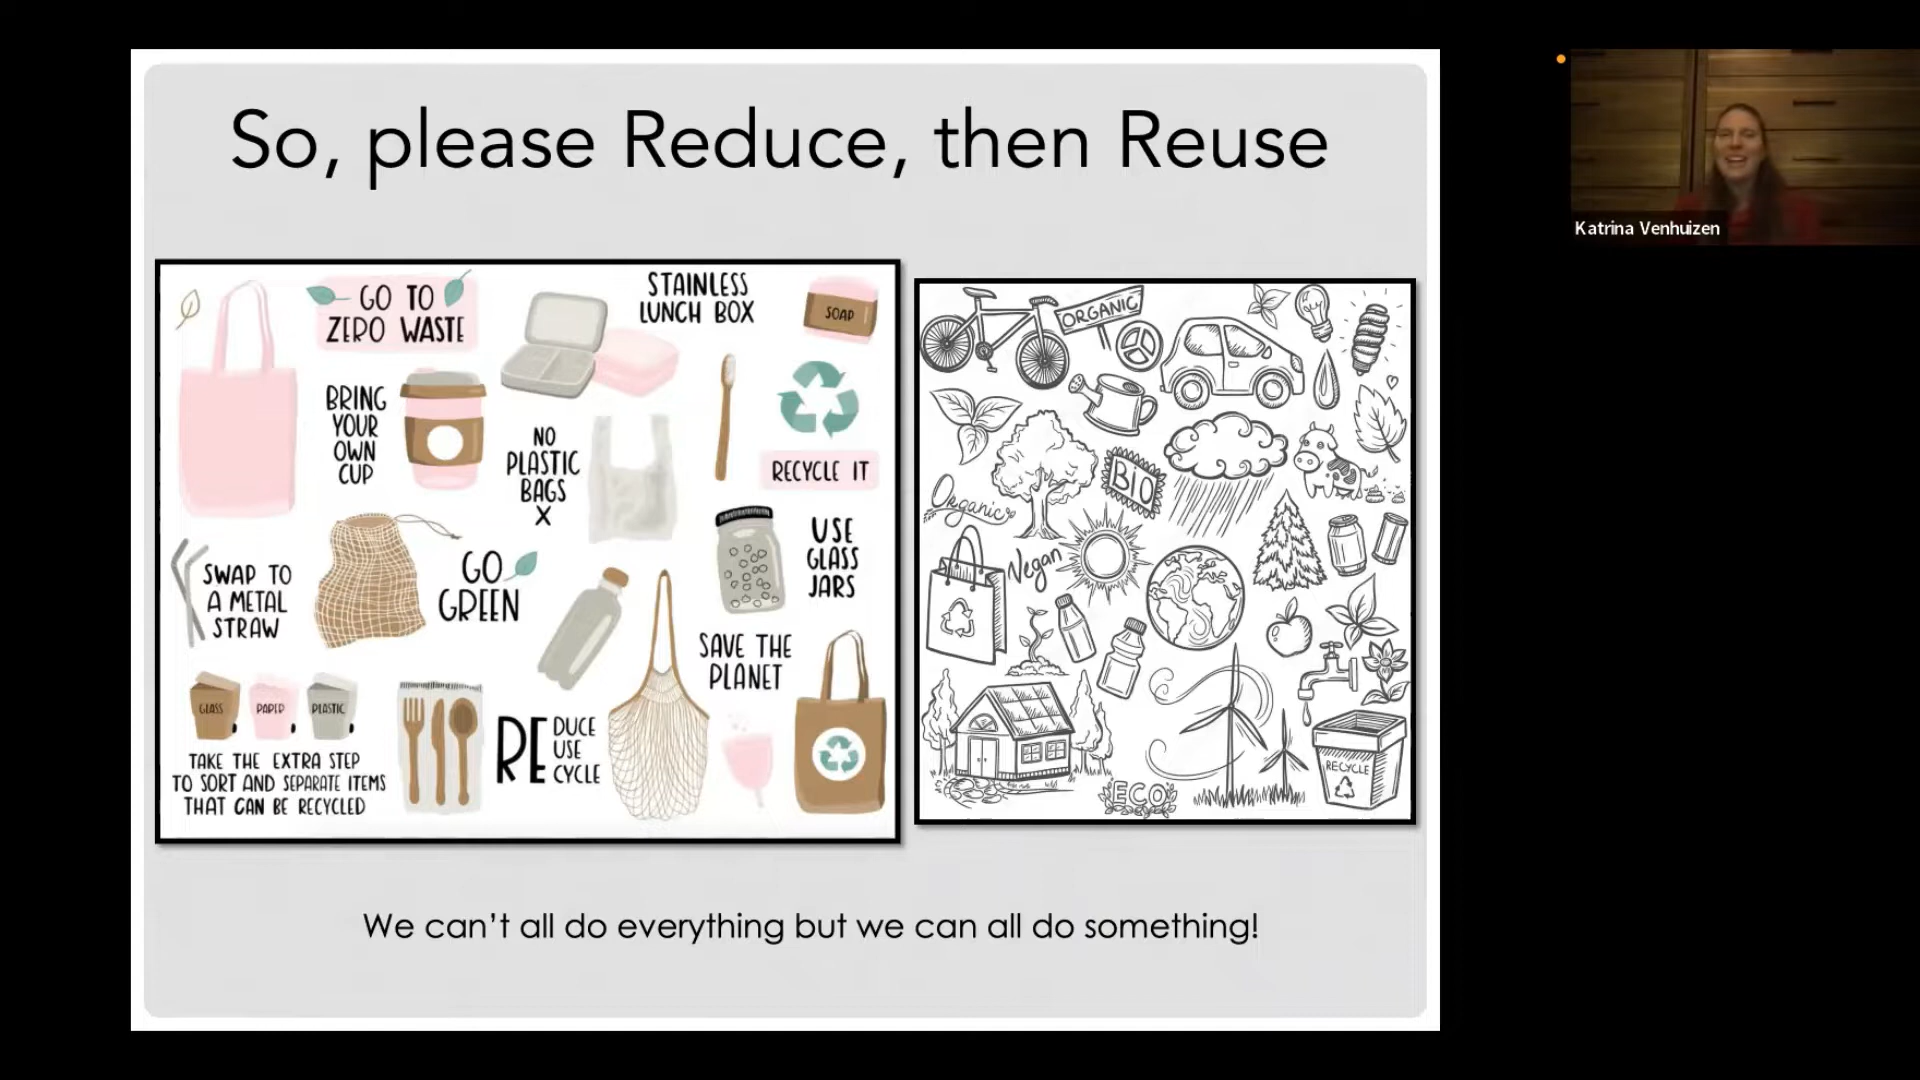 So, please Reduce, then Reuse
Katrina Venhuizen
GO TO
ZERO WASTE
STAINLESS
LUNCH BOX
SOAP
BRING
YOUR
OWN
CUP
NO
PLASTIC
BAGS
X
RECYCLE IT
USE
GLASS
JARS
SWAP TO
A METAL
STRAW
GO
GREEN
SAVE THE
PLANET
GLASS
PAPER
PLASTIC
TAKE THE EXTRA STEP
TO SORT AND SEPARATE ITEMS
THAT CAN BE RECYCLED
RE
DUCE
USE
CYCLE
ORGANIC
BIO
Organic
Vegan
RECYCLE
ECO
We can’t all do everything but we can all do something!